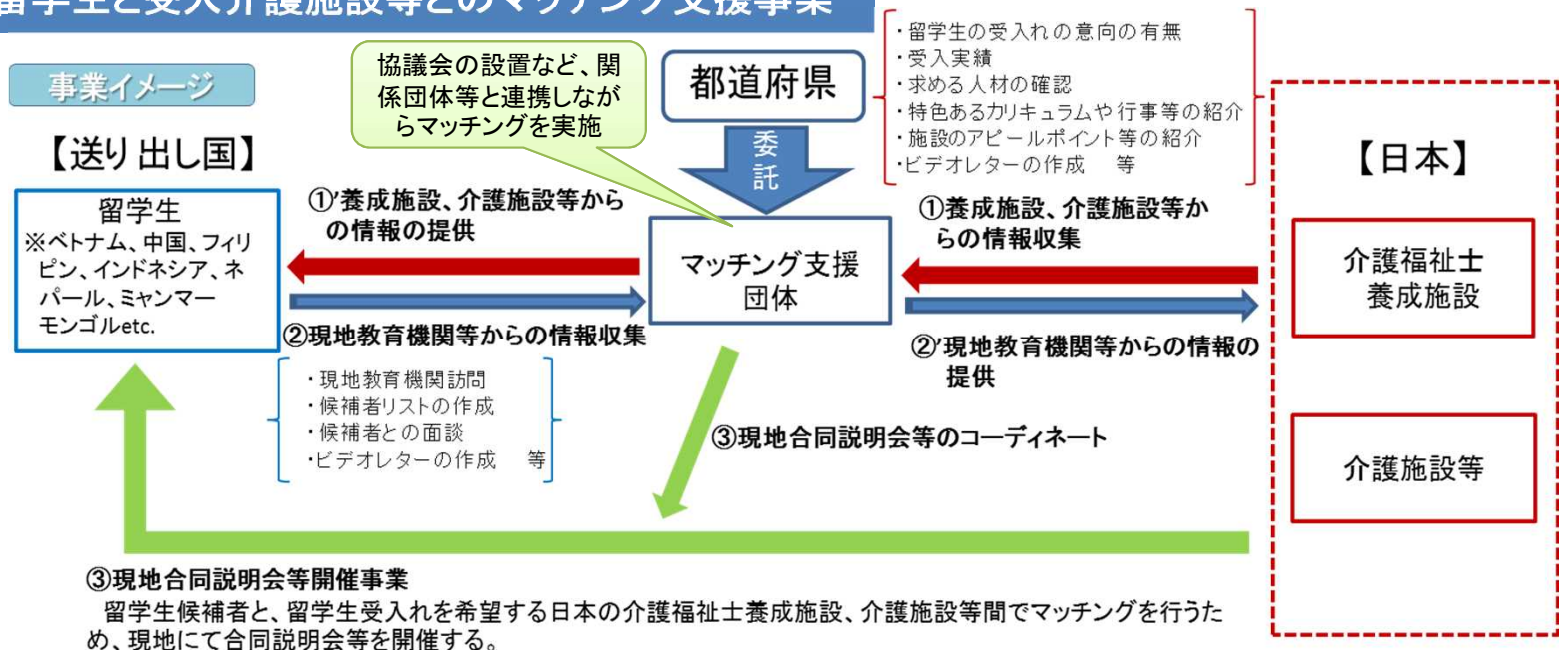 留学生と受入介護施設等とのマッチング支援事業
事業イメージ
協議会の設置など、関
係団体等と連携しなが
らマッチングを実施
都道府県
・留学生の受入れの意向の有無
・受入実績
・求める人材の確認
・特色あるカリキュラムや行事等の紹介
・施設のアピールポイント等の紹介
・ビデオレターの作成　等
委
託
【送り出し国】
留学生
※ベトナム、中国、フィリ
ピン、インドネシア、ネ
パール、ミャンマー
モンゴルetc.
①’養成施設、介護施設等から
の情報の提供
②現地教育機関等からの情報収集
・現地教育機関訪問
・候補者リストの作成
・候補者との面談
・ビデオレターの作成　等
マッチング支援
団体
①養成施設、介護施設等か
らの情報収集
②’現地教育機関等からの情報の
提供
③現地合同説明会等のコーディネート
【日本】
介護福祉士
養成施設
介護施設等
③現地合同説明会等開催事業
留学生候補者と、留学生受入れを希望する日本の介護福祉士養成施設、介護施設等間でマッチングを行うた
め、現地にて合同説明会等を開催する。